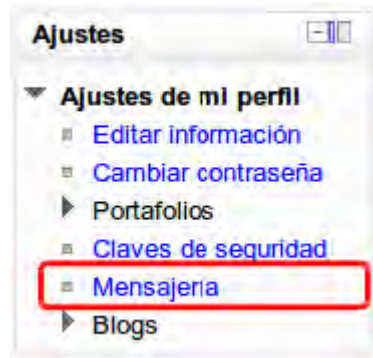 Ajustes
Ajustes de mi perfil
Editar información
Cambiar contraseña
Portafolios
Claves de seguridad
Mensajería
Blogs